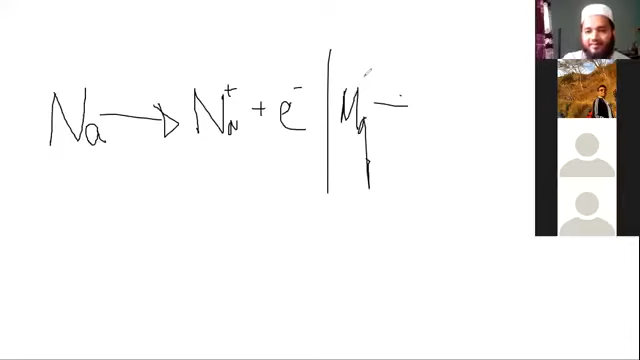 Na → Na⁺ + e⁻ | Mg —